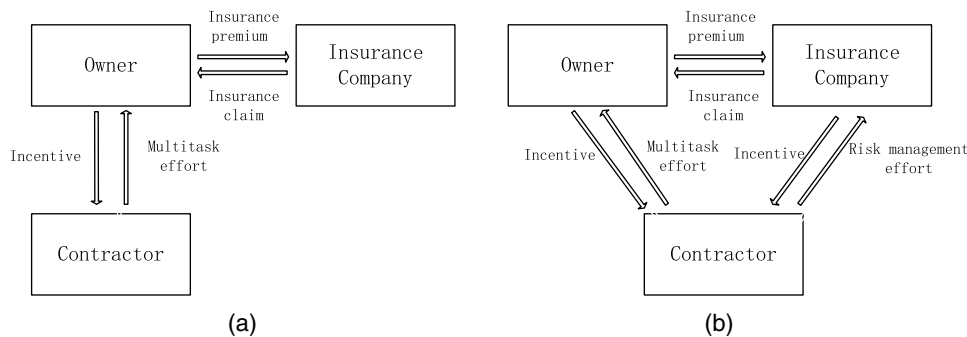 Insurance
premium
Owner
Insurance
Company
Insurance
claim
Incentive
Multitask
effort
Contractor
(a)
Insurance
premium
Owner
Insurance
Company
Insurance
claim
Incentive
Multitask
effort
Incentive
Risk management
effort
Contractor
(b)